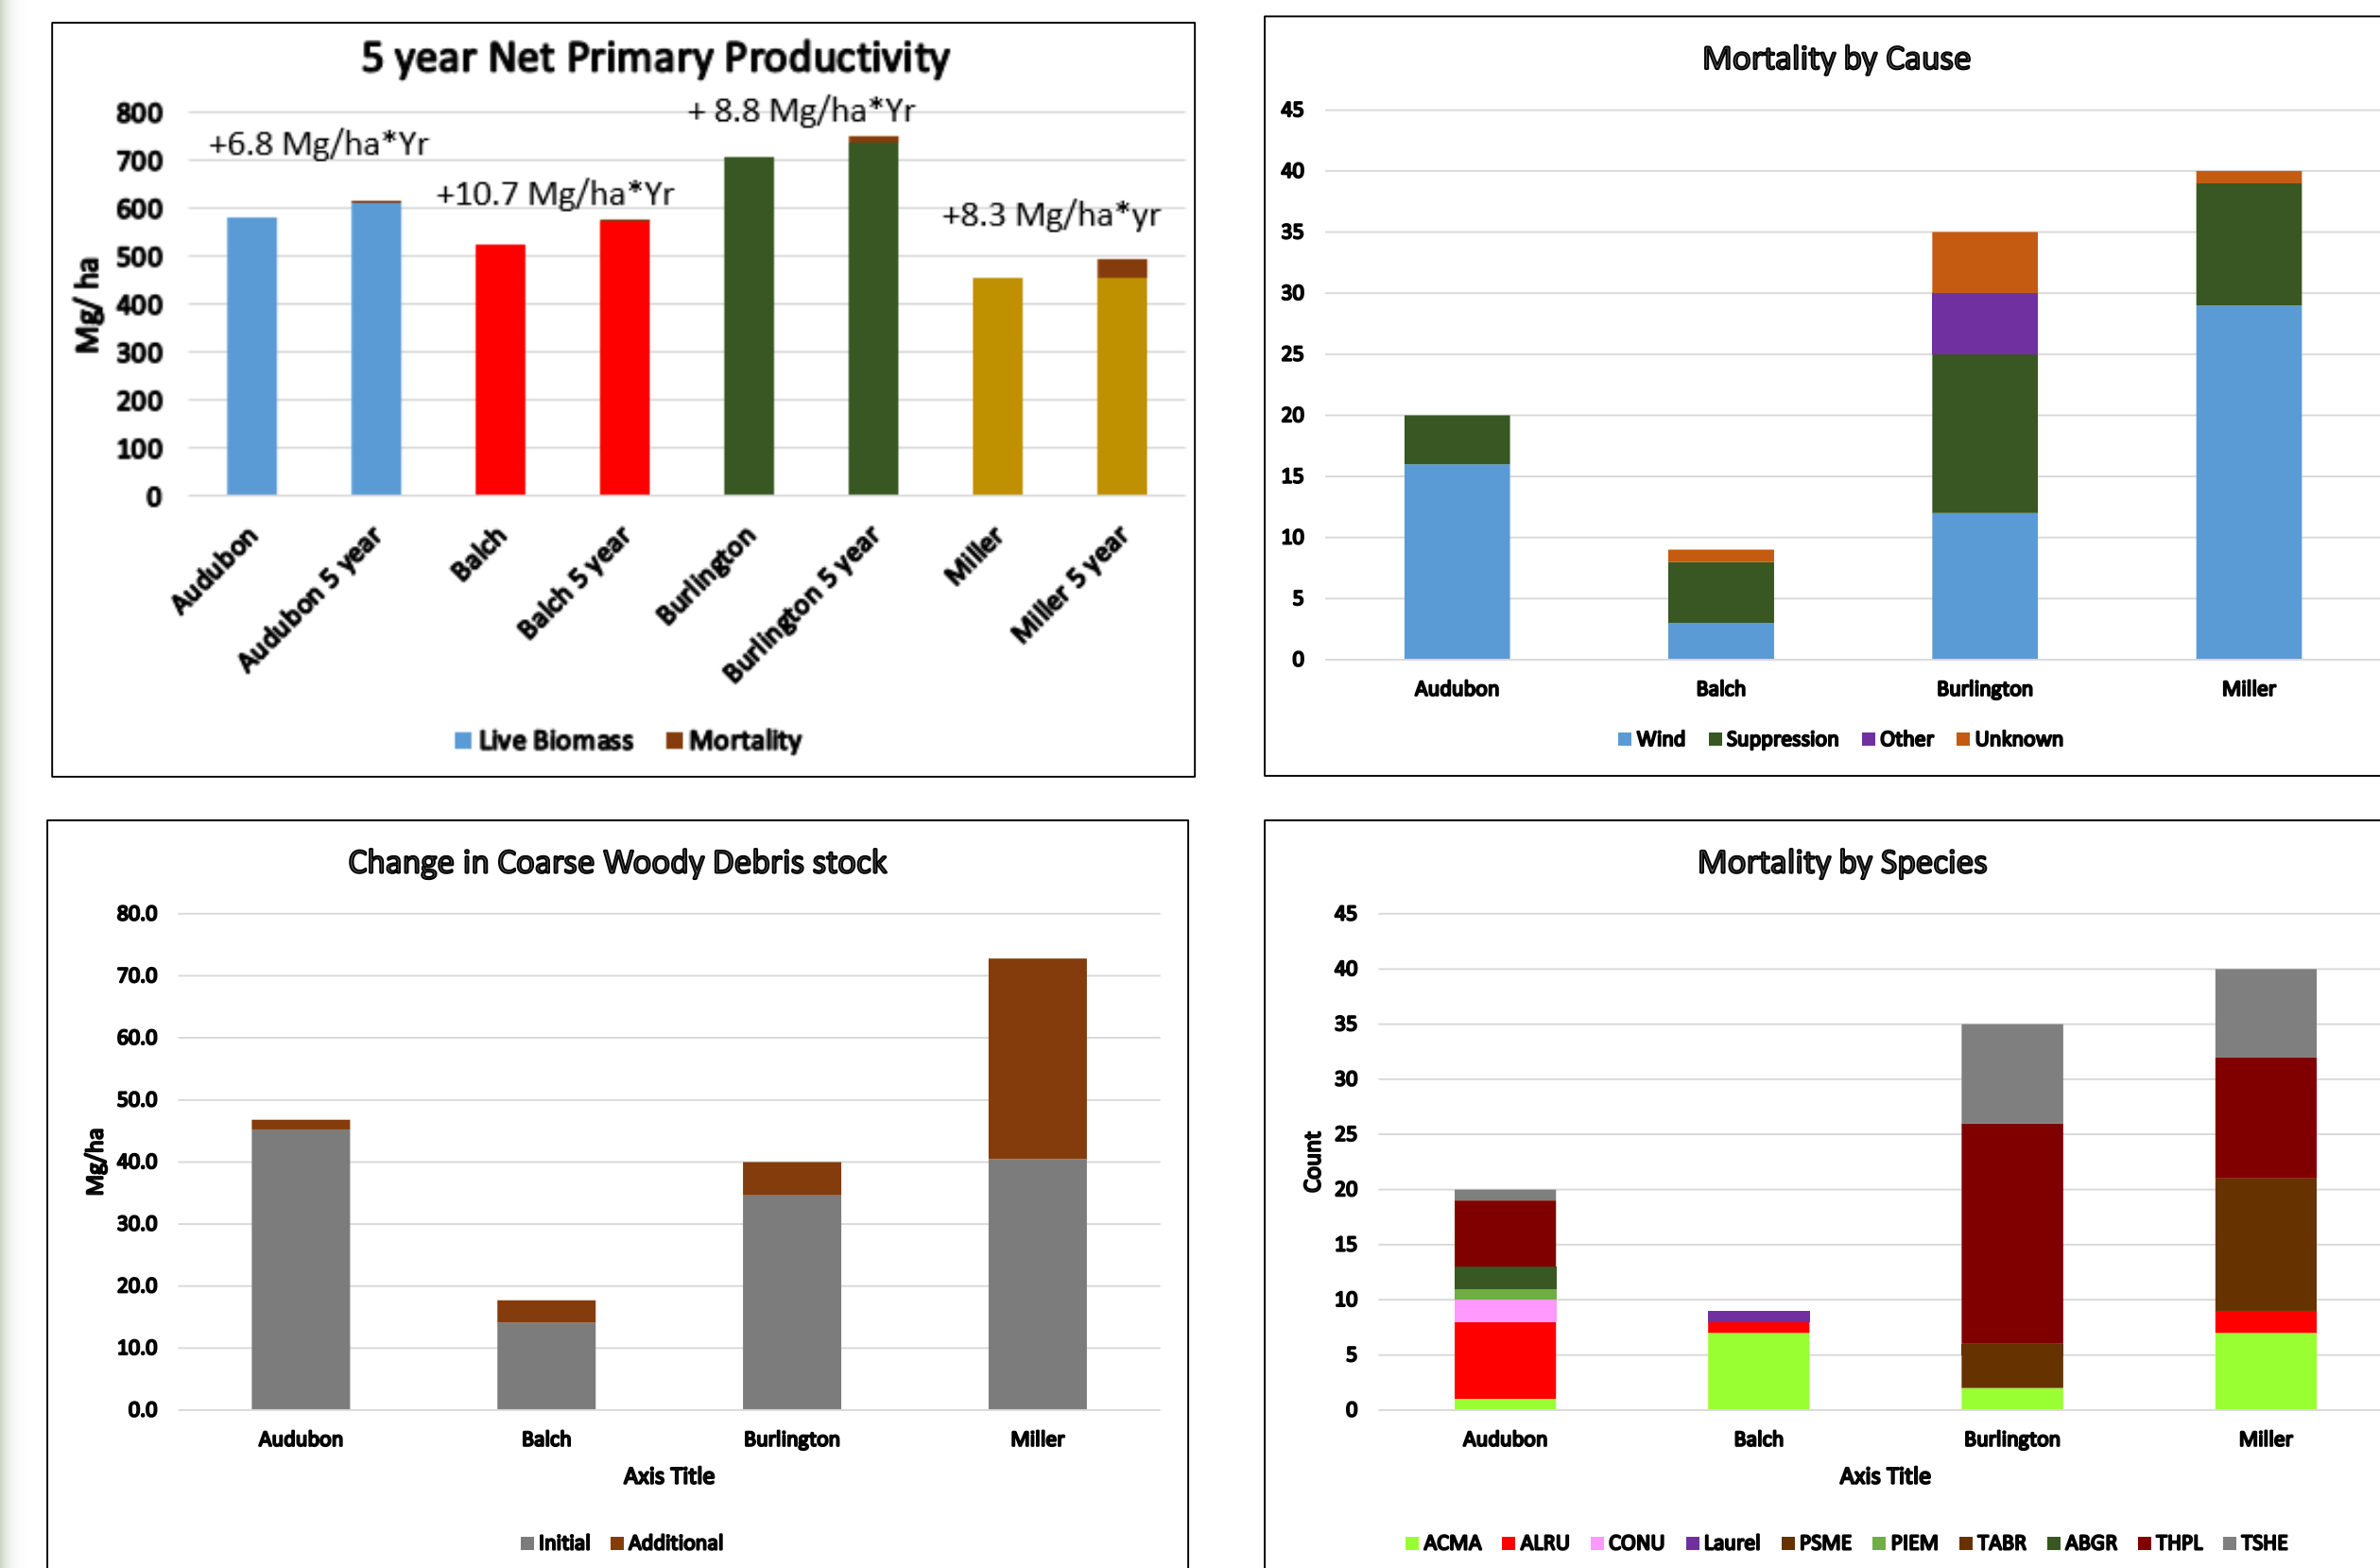 5 year Net Primary Productivity
800
700
600
500
400
300
200
100
0
Mg/ ha
+6.8 Mg/ha*Yr
+10.7 Mg/ha*Yr
+ 8.8 Mg/ha*Yr
+8.3 Mg/ha*yr
Audubon
Audubon 5 year
Balch
Balch 5 year
Burlington
Burlington 5 year
Miller
Miller 5 year
Live Biomass Mortality
Mortality by Cause
45
40
35
30
25
20
15
10
5
0
Audubon Balch Burlington Miller
Wind Suppression Other Unknown
Change in Coarse Woody Debris stock
80.0
70.0
60.0
50.0
40.0
30.0
20.0
10.0
0.0
Mg/ha
Audubon Balch Burlington Miller
Axis Title
Initial Additional
Mortality by Species
45
40
35
30
25
20
15
10
5
0
Count
Audubon Balch Burlington Miller
Axis Title
ACMA ALRU CONU Laurel PSME PIEM TABR ABGR THPL TSHE